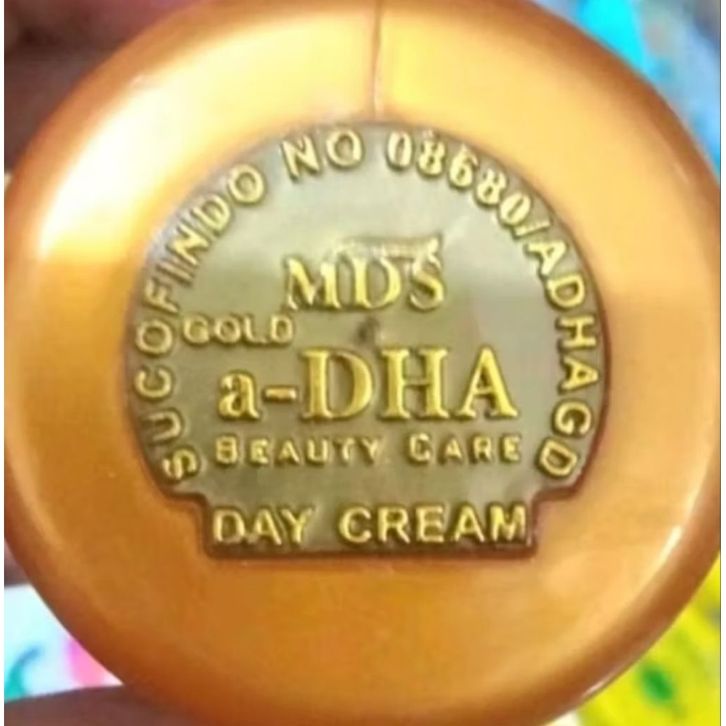 SUCOFINDO NO 08680/ADHAGD
MDS
GOLD
a-DHA
BEAUTY CARE
DAY CREAM